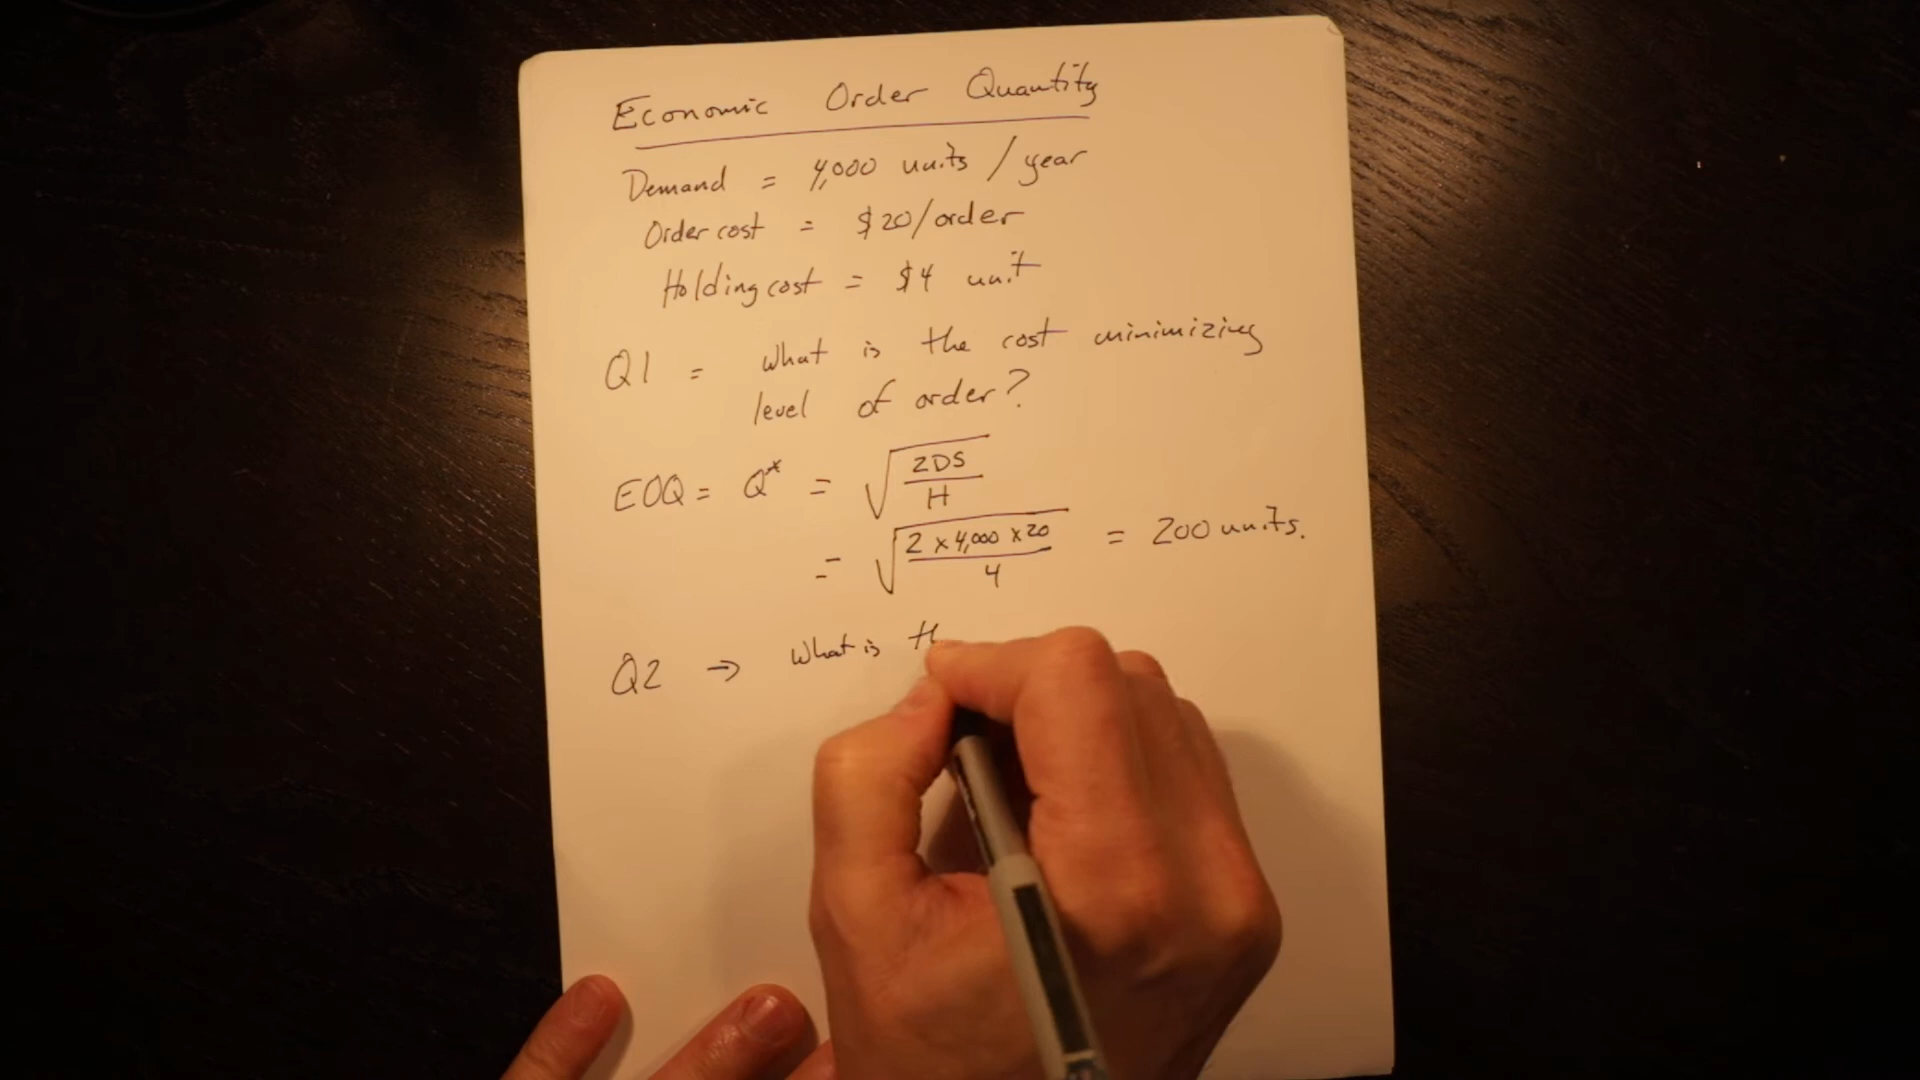 Economic Order Quantity
Demand = 4,000 units / year
Order cost = $20/order
Holding cost = $4 unit
Q1 = What is the cost minimizing
level of order?
EOQ = Q* = √(2DS / H)
= √(2 x 4,000 x 20 / 4) = 200 units.
Q2 → What is th